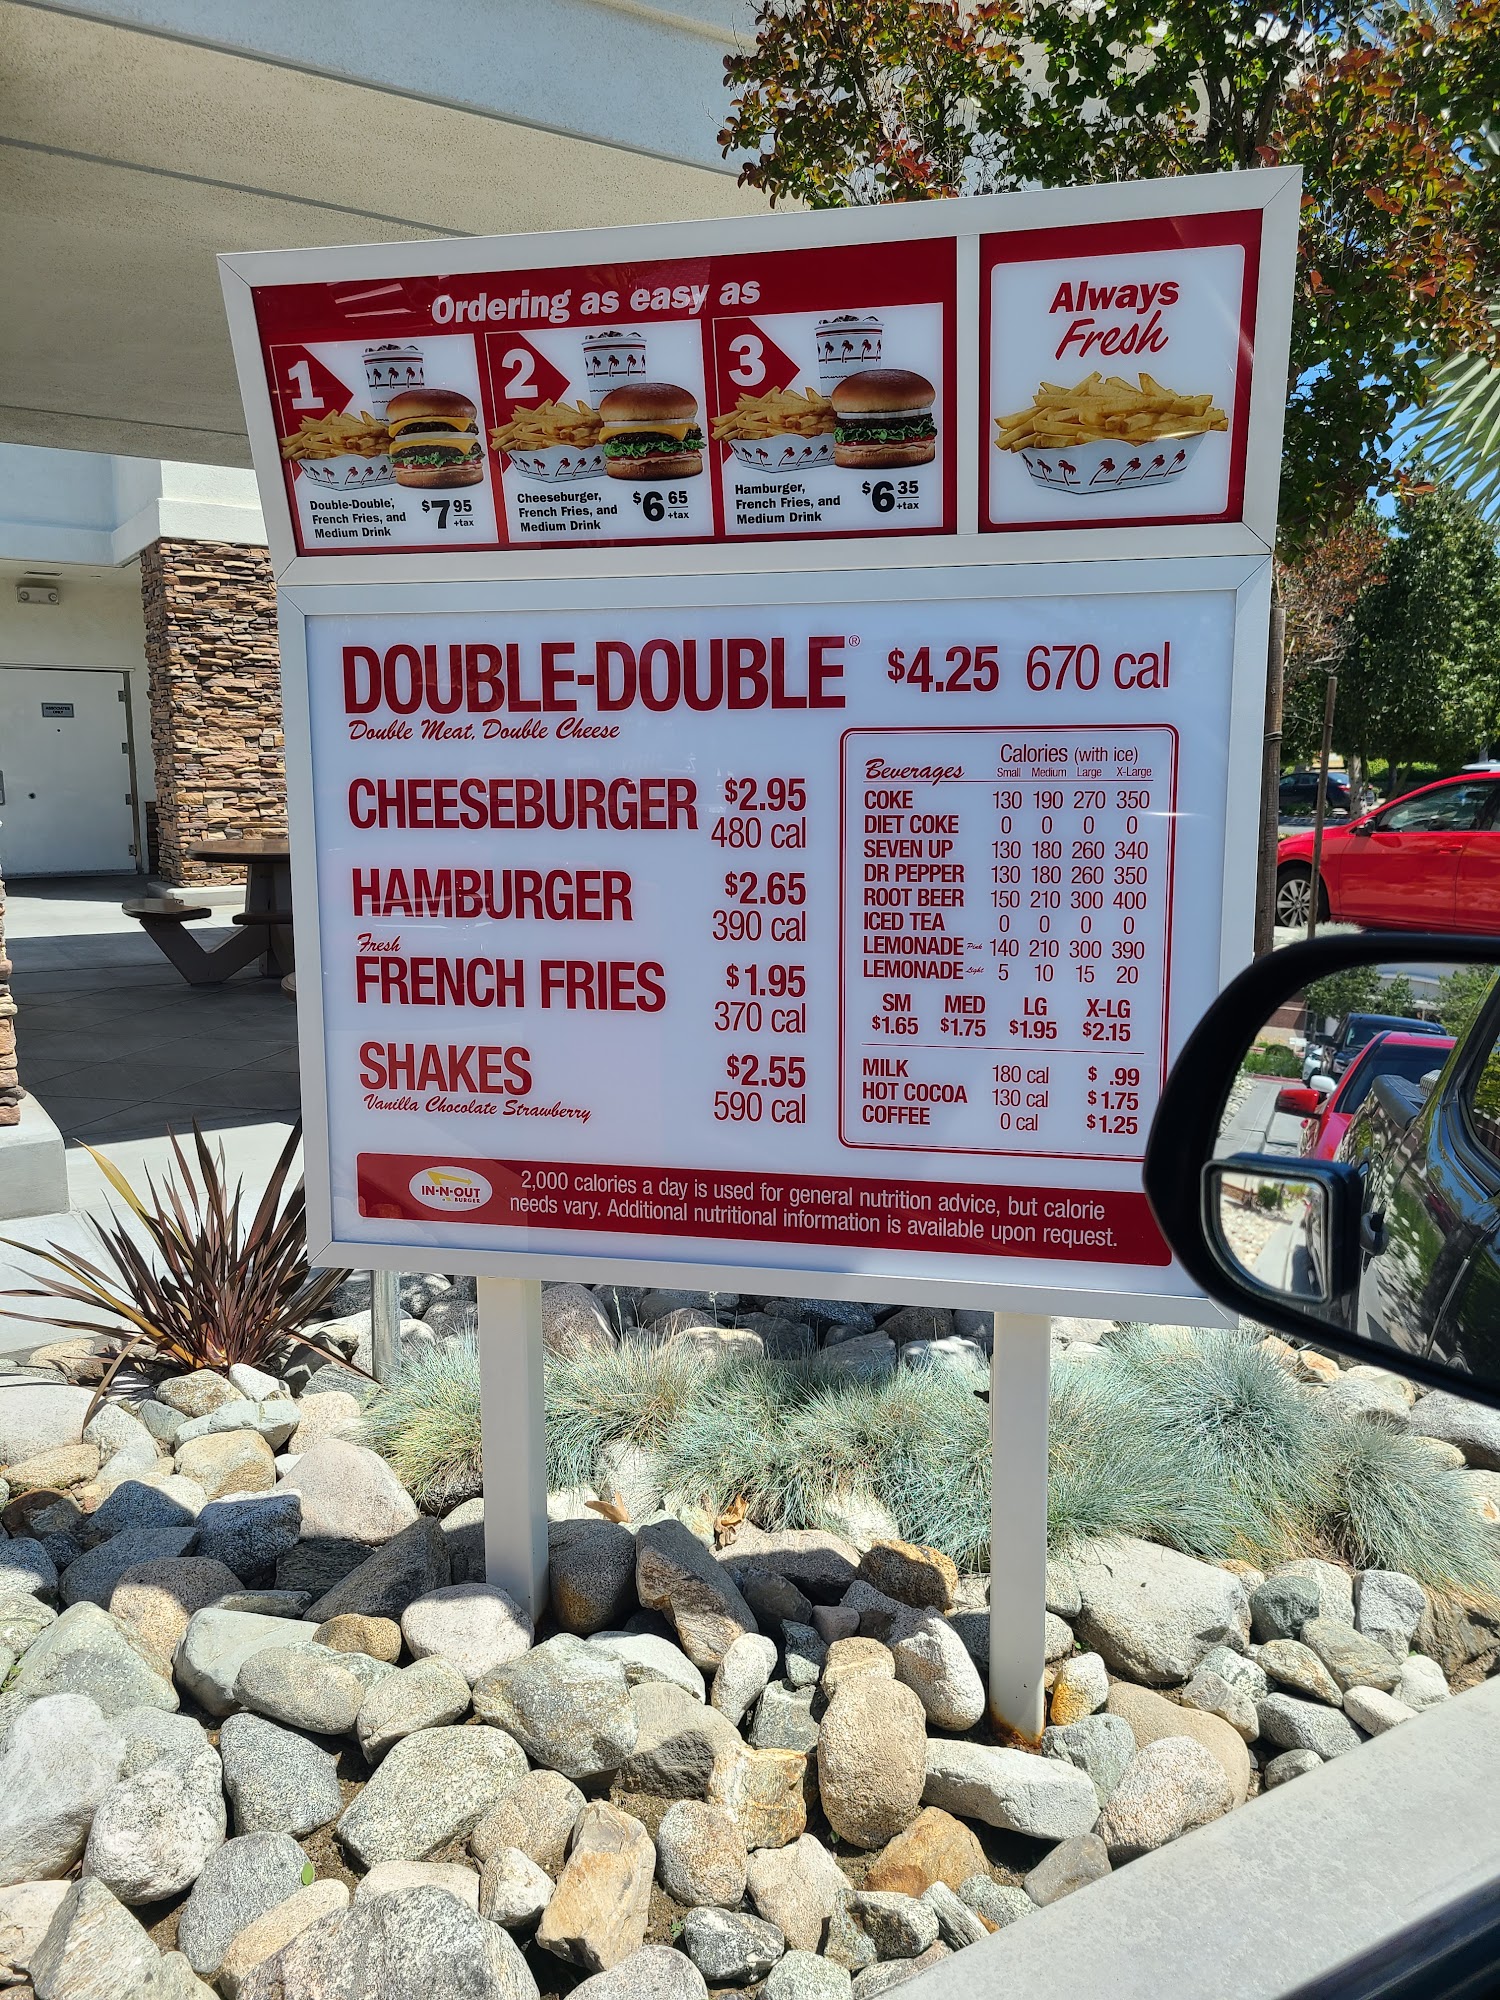 Ordering as easy as
1
Double-Double®,
French Fries, and
Medium Drink
$7 95
+tax
2
Cheeseburger,
French Fries, and
Medium Drink
$6 65
+tax
3
Hamburger,
French Fries, and
Medium Drink
$6 35
+tax
Always
Fresh
DOUBLE-DOUBLE® $4.25 670 cal
Double Meat, Double Cheese
CHEESEBURGER $2.95
480 cal
HAMBURGER $2.65
390 cal
Fresh
FRENCH FRIES $1.95
370 cal
SHAKES $2.55
Vanilla Chocolate Strawberry 590 cal
Calories (with ice)
Beverages Small Medium Large X-Large
COKE 130 190 270 350
DIET COKE 0 0 0 0
SEVEN UP 130 180 260 340
DR PEPPER 130 180 260 350
ROOT BEER 150 210 300 400
ICED TEA 0 0 0 0
LEMONADE Pink 140 210 300 390
LEMONADE Light 5 10 15 20
SM MED LG X-LG
$1.65 $1.75 $1.95 $2.15
MILK 180 cal $ .99
HOT COCOA 130 cal $1.75
COFFEE 0 cal $1.25
IN-N-OUT
BURGER
2,000 calories a day is used for general nutrition advice, but calorie
needs vary. Additional nutritional information is available upon request.
ASSOCIATES
ONLY